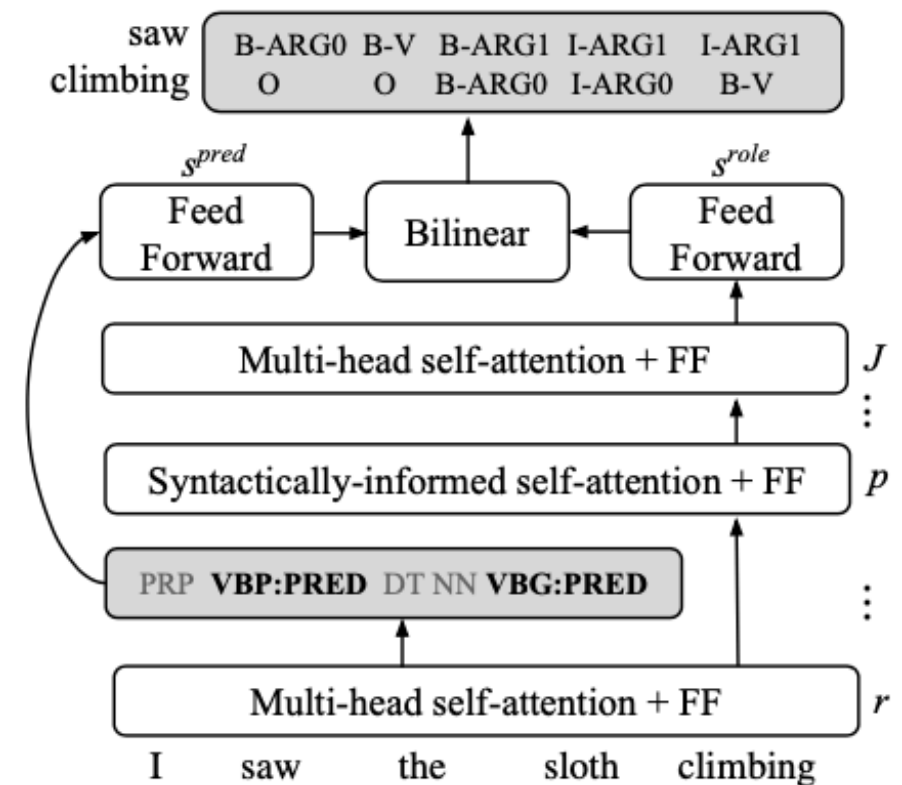 saw B-ARG0 B-V B-ARG1 I-ARG1 I-ARG1
climbing O O B-ARG0 I-ARG0 B-V
s^pred s^role
Feed
Forward
Bilinear
Feed
Forward
Multi-head self-attention + FF J
⋮
Syntactically-informed self-attention + FF p
PRP VBP:PRED DT NN VBG:PRED
⋮
Multi-head self-attention + FF r
I saw the sloth climbing